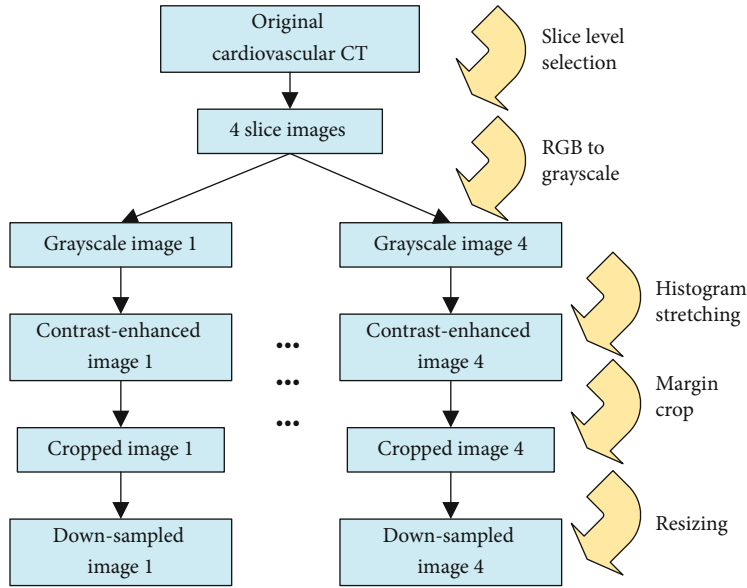 Original
cardiovascular CT
Slice level
selection
4 slice images
RGB to
grayscale
Grayscale image 1
Grayscale image 4
Histogram
stretching
Contrast-enhanced
image 1
•••
Contrast-enhanced
image 4
•••
Margin
crop
•••
Cropped image 1
Cropped image 4
Resizing
Down-sampled
image 1
Down-sampled
image 4